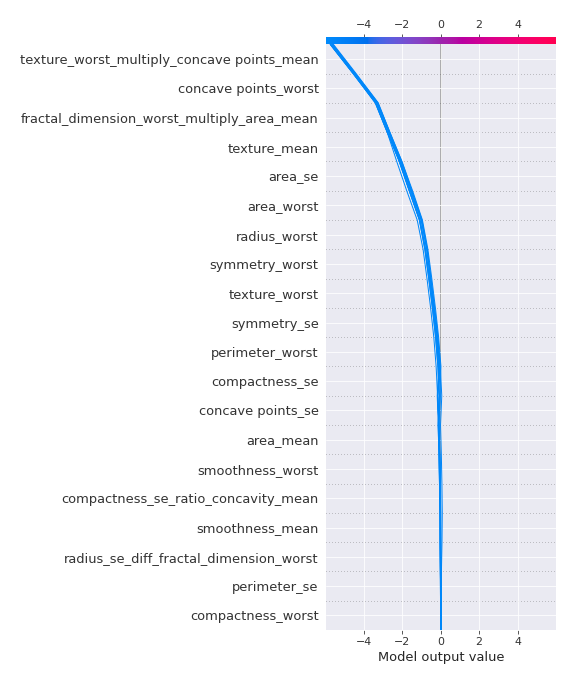 −4 −2 0 2 4
texture_worst_multiply_concave points_mean
concave points_worst
fractal_dimension_worst_multiply_area_mean
texture_mean
area_se
area_worst
radius_worst
symmetry_worst
texture_worst
symmetry_se
perimeter_worst
compactness_se
concave points_se
area_mean
smoothness_worst
compactness_se_ratio_concavity_mean
smoothness_mean
radius_se_diff_fractal_dimension_worst
perimeter_se
compactness_worst
−4 −2 0 2 4
Model output value